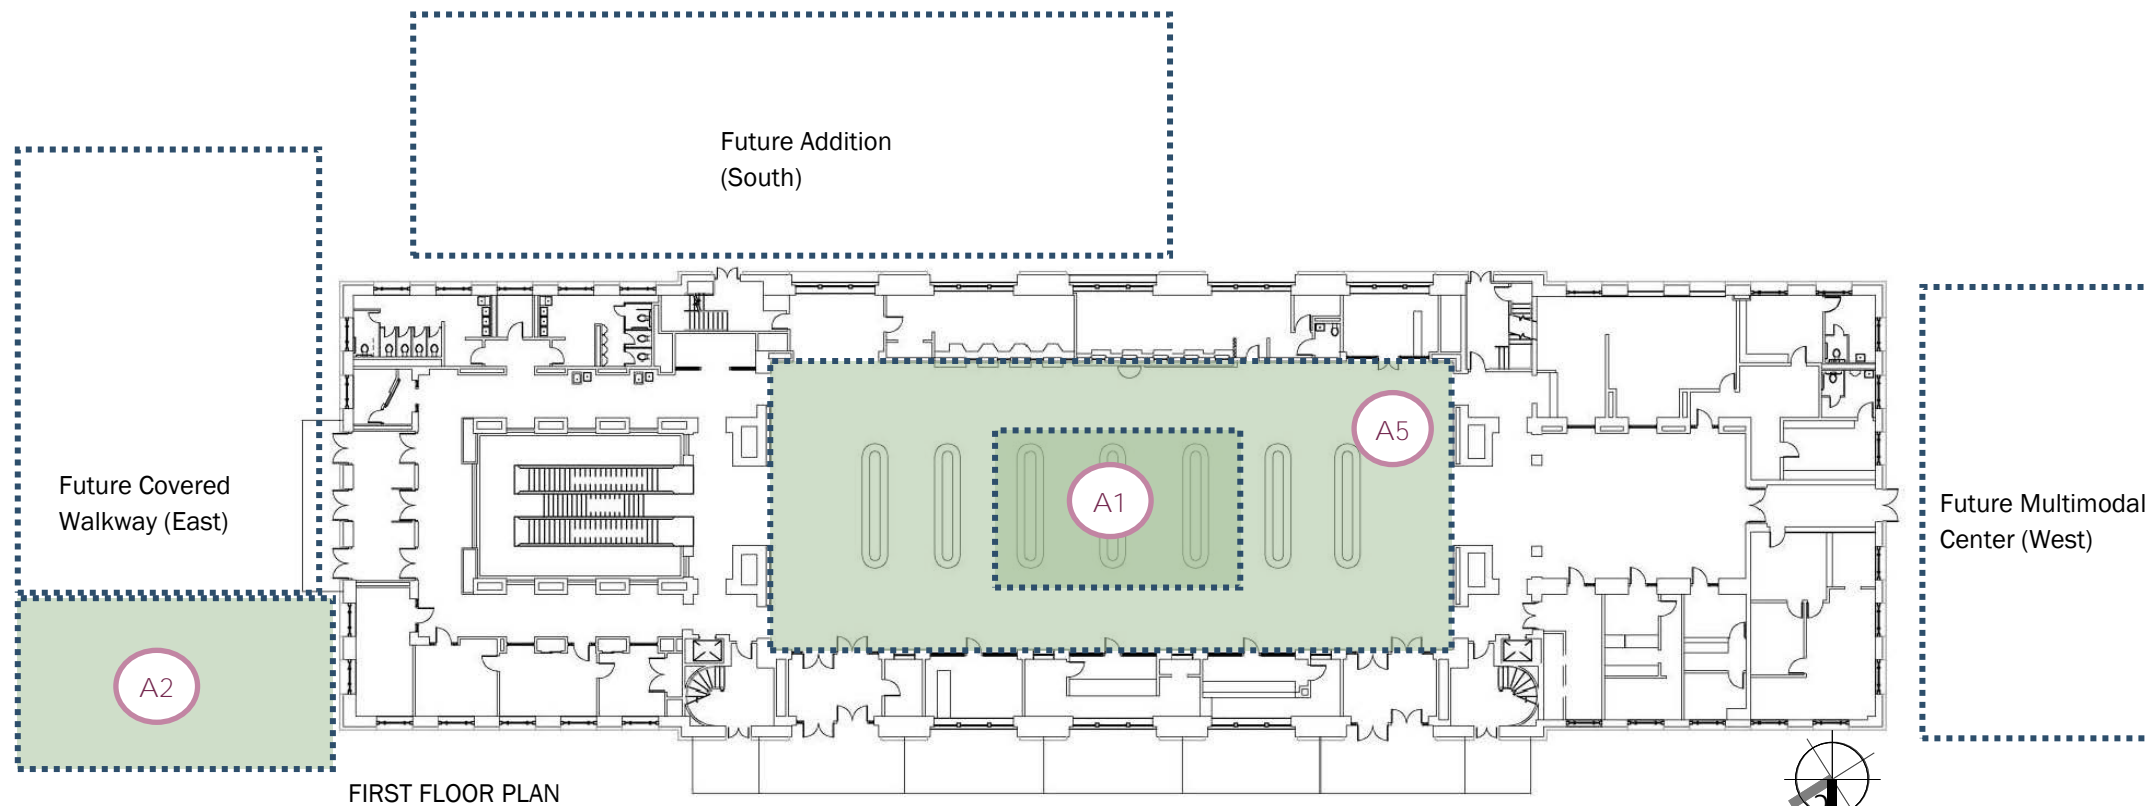 Future Addition
(South)
A5
Future Covered
Walkway (East)
A1
Future Multimodal
Center (West)
A2
FIRST FLOOR PLAN